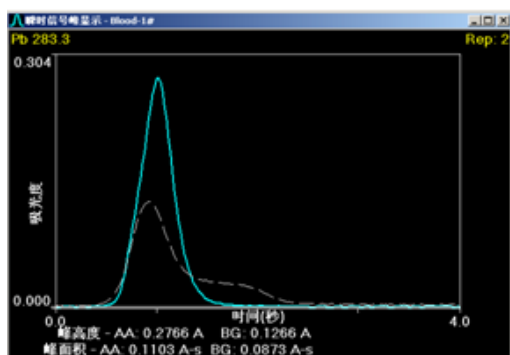 瞬时信号峰显示 - Blood-1#
Pb 283.3
Rep: 2
0.304
吸光度
0.000
0.0
时间(秒)
4.0
峰高度 - AA: 0.2766 A BG: 0.1266 A
峰面积 - AA: 0.1103 A-s BG: 0.0873 A-s